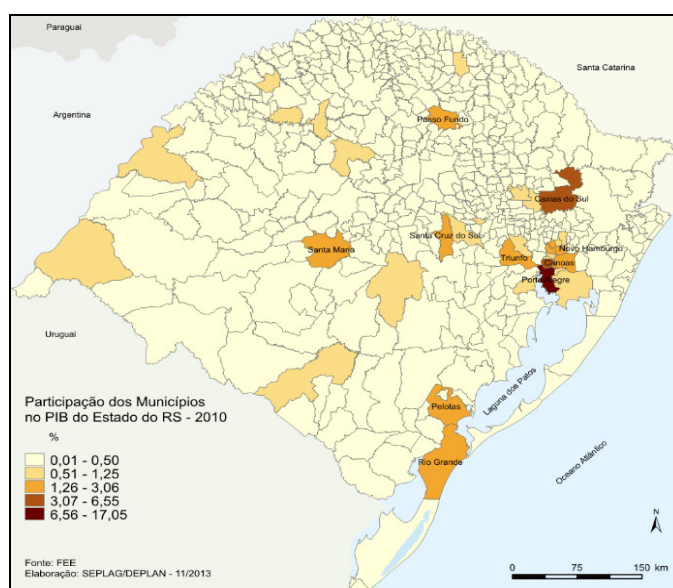 Paraguai
Santa Catarina
Argentina
Passo Fundo
Caxias do Sul
Santa Cruz do Sul
Santa Maria
Novo Hamburgo
Triunfo
Canoas
Porto Alegre
Uruguai
Laguna dos Patos
Pelotas
Rio Grande
Oceano Atlântico
Participação dos Municípios
no PIB do Estado do RS - 2010
%
0,01 - 0,50
0,51 - 1,25
1,26 - 3,06
3,07 - 6,55
6,56 - 17,05
Fonte: FEE
Elaboração: SEPLAG/DEPLAN - 11/2013
N
0 75 150 km